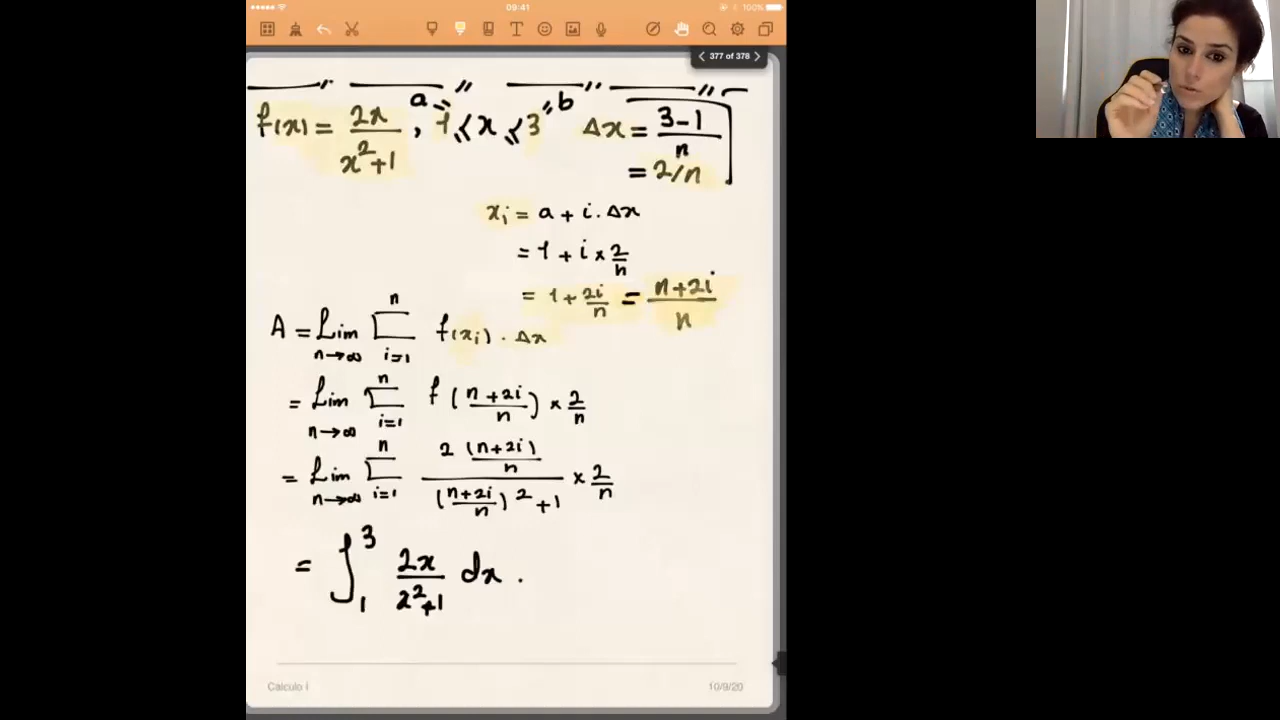 09:41
100%
377 of 378
f(x) = 2x/(x²+1) , a = 1 ≤ x ≤ 3 = b Δx = (3-1)/n
= 2/n
xᵢ = a + i . Δx
= 1 + i × 2/n
= 1 + 2i/n = (n+2i)/n
A = Lim n→∞ Σ i=1 n f(xᵢ) . Δx
= Lim n→∞ Σ i=1 n f((n+2i)/n) × 2/n
= Lim n→∞ Σ i=1 n 2((n+2i)/n) / (((n+2i)/n)² + 1) × 2/n
= ∫₁³ 2x/(x²+1) dx .
Calculo I
10/9/20